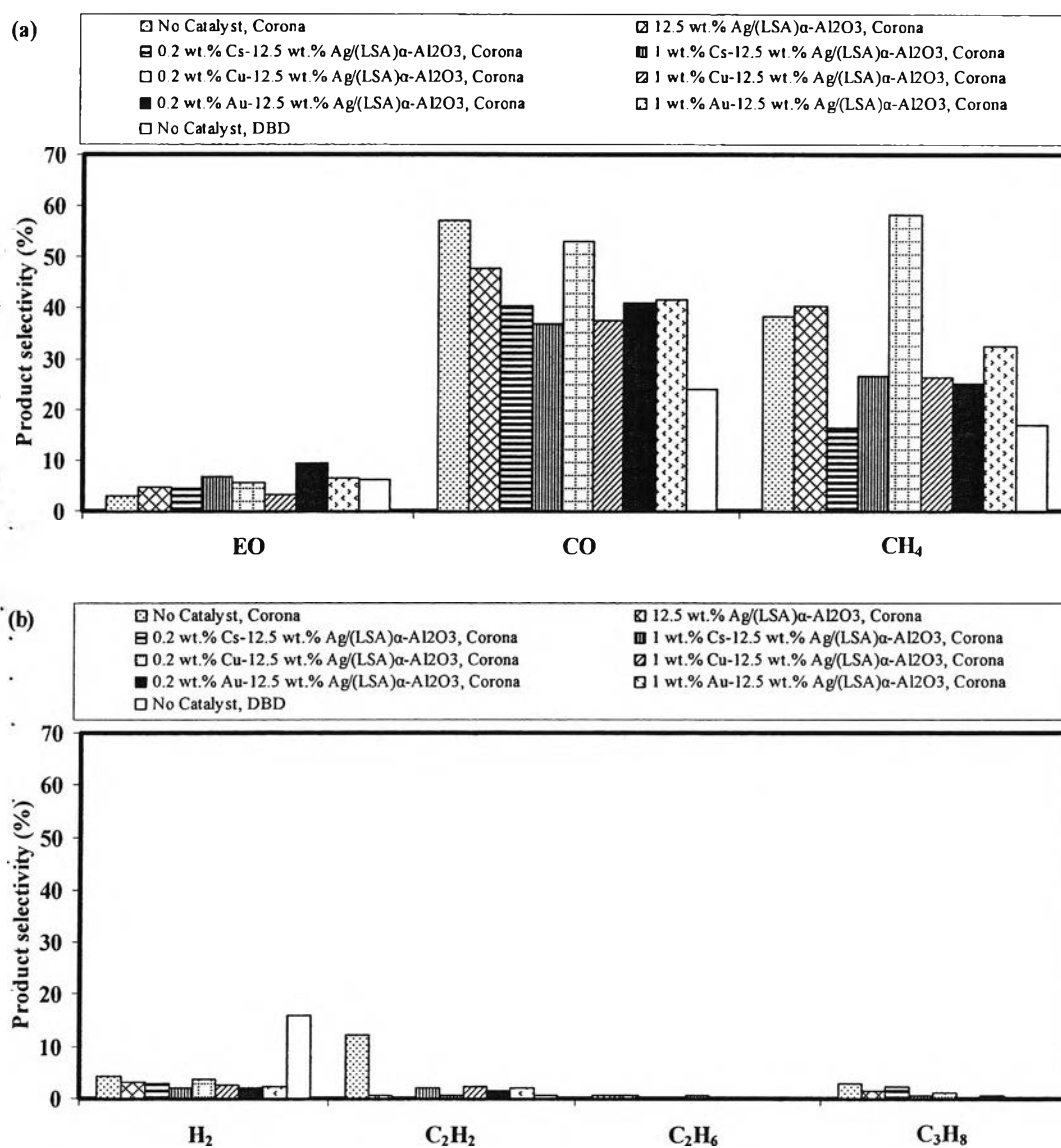 (a)
No Catalyst, Corona 12.5 wt.% Ag/(LSA)α-Al2O3, Corona
0.2 wt.% Cs-12.5 wt.% Ag/(LSA)α-Al2O3, Corona 1 wt.% Cs-12.5 wt.% Ag/(LSA)α-Al2O3, Corona
0.2 wt.% Cu-12.5 wt.% Ag/(LSA)α-Al2O3, Corona 1 wt.% Cu-12.5 wt.% Ag/(LSA)α-Al2O3, Corona
0.2 wt.% Au-12.5 wt.% Ag/(LSA)α-Al2O3, Corona 1 wt.% Au-12.5 wt.% Ag/(LSA)α-Al2O3, Corona
No Catalyst, DBD
Product selectivity (%)
70
60
50
40
30
20
10
0
EO CO CH4
(b)
No Catalyst, Corona 12.5 wt.% Ag/(LSA)α-Al2O3, Corona
0.2 wt.% Cs-12.5 wt.% Ag/(LSA)α-Al2O3, Corona 1 wt.% Cs-12.5 wt.% Ag/(LSA)α-Al2O3, Corona
0.2 wt.% Cu-12.5 wt.% Ag/(LSA)α-Al2O3, Corona 1 wt.% Cu-12.5 wt.% Ag/(LSA)α-Al2O3, Corona
0.2 wt.% Au-12.5 wt.% Ag/(LSA)α-Al2O3, Corona 1 wt.% Au-12.5 wt.% Ag/(LSA)α-Al2O3, Corona
No Catalyst, DBD
Product selectivity (%)
70
60
50
40
30
20
10
0
H2 C2H2 C2H6 C3H8